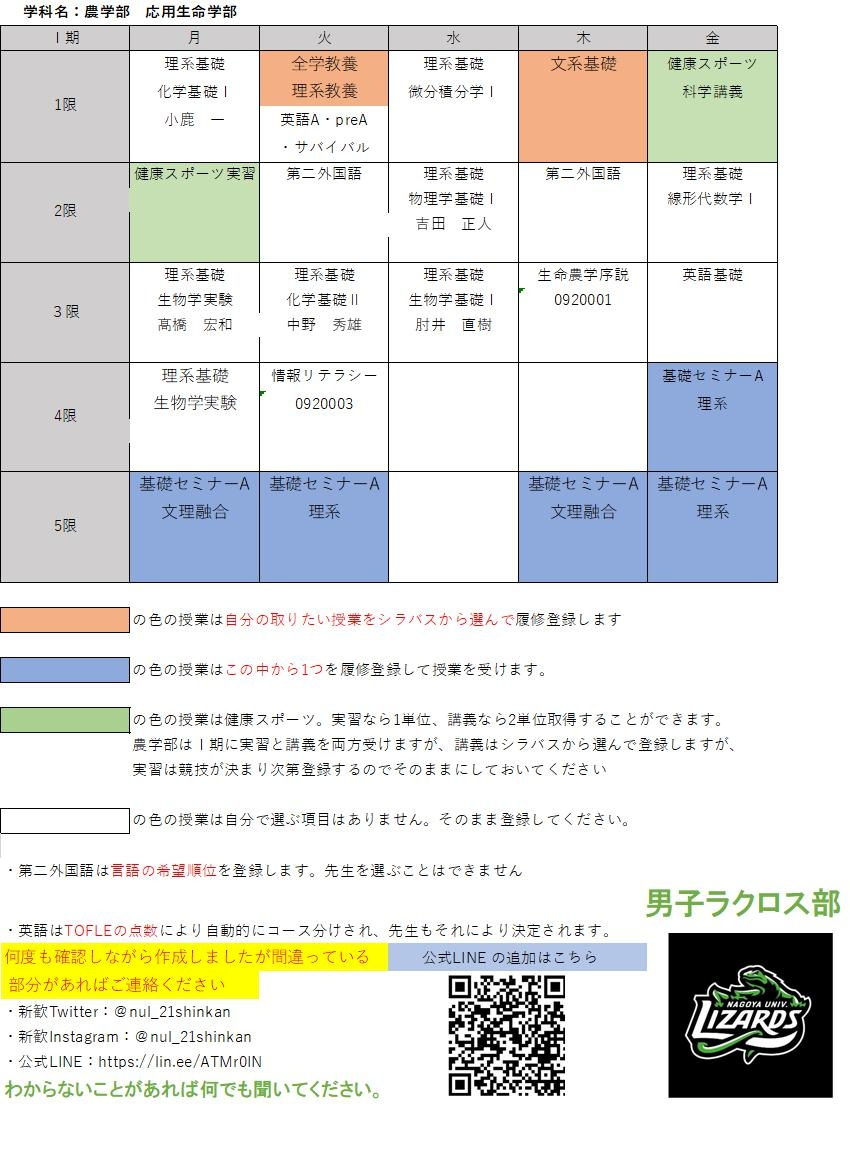 学科名：農学部　応用生命学部
Ⅰ期　月　火　水　木　金
1限
理系基礎
化学基礎Ⅰ
小鹿　一
全学教養
理系教養
英語A・preA
・サバイバル
理系基礎
微分積分学Ⅰ
文系基礎
健康スポーツ
科学講義
2限
健康スポーツ実習
第二外国語
理系基礎
物理学基礎Ⅰ
吉田　正人
第二外国語
理系基礎
線形代数学Ⅰ
３限
理系基礎
生物学実験
髙橋　宏和
理系基礎
化学基礎Ⅱ
中野　秀雄
理系基礎
生物学基礎Ⅰ
肘井　直樹
生命農学序説
0920001
英語基礎
4限
理系基礎
生物学実験
情報リテラシー
0920003
基礎セミナーA
理系
5限
基礎セミナーA
文理融合
基礎セミナーA
理系
基礎セミナーA
文理融合
基礎セミナーA
理系
の色の授業は自分の取りたい授業をシラバスから選んで履修登録します
の色の授業はこの中から1つを履修登録して授業を受けます。
の色の授業は健康スポーツ。実習なら1単位、講義なら2単位取得することができます。
農学部はⅠ期に実習と講義を両方受けますが、講義はシラバスから選んで登録しますが、
実習は競技が決まり次第登録するのでそのままにしておいてください
の色の授業は自分で選ぶ項目はありません。そのまま登録してください。
・第二外国語は言語の希望順位を登録します。先生を選ぶことはできません
男子ラクロス部
・英語はTOFLEの点数により自動的にコース分けされ、先生もそれにより決定されます。
何度も確認しながら作成しましたが間違っている
部分があればご連絡ください
公式LINE の追加はこちら
・新歓Twitter：@nul_21shinkan
・新歓Instagram：@nul_21shinkan
・公式LINE：https://lin.ee/ATMr0IN
わからないことがあれば何でも聞いてください。
NAGOYA UNIV.
LIZARDS